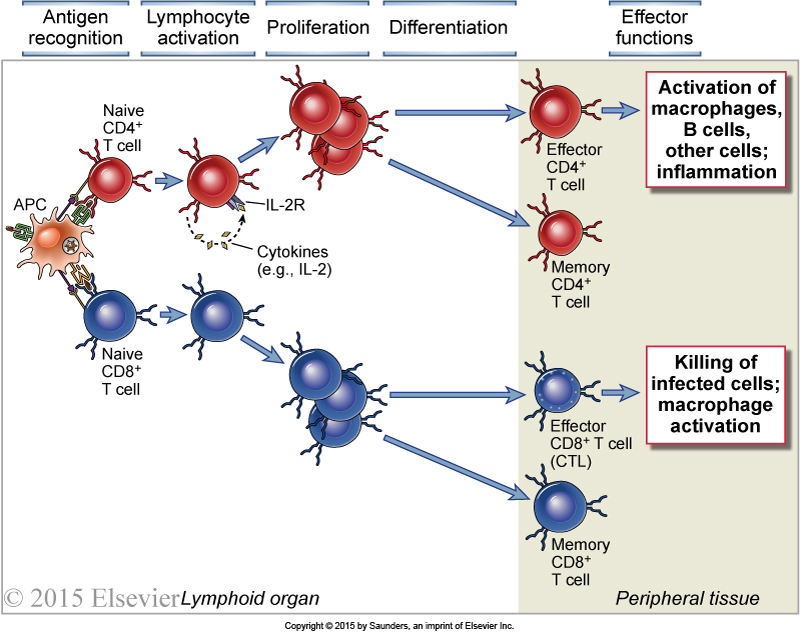 Antigen
recognition
Lymphocyte
activation
Proliferation
Differentiation
Effector
functions
Naive
CD4+
T cell
APC
IL-2R
Cytokines
(e.g., IL-2)
Naive
CD8+
T cell
Effector
CD4+
T cell
Memory
CD4+
T cell
Activation of
macrophages,
B cells,
other cells;
inflammation
Effector
CD8+ T cell
(CTL)
Memory
CD8+
T cell
Killing of
infected cells;
macrophage
activation
© 2015 Elsevier
Lymphoid organ
Peripheral tissue
Copyright © 2015 by Saunders, an imprint of Elsevier Inc.